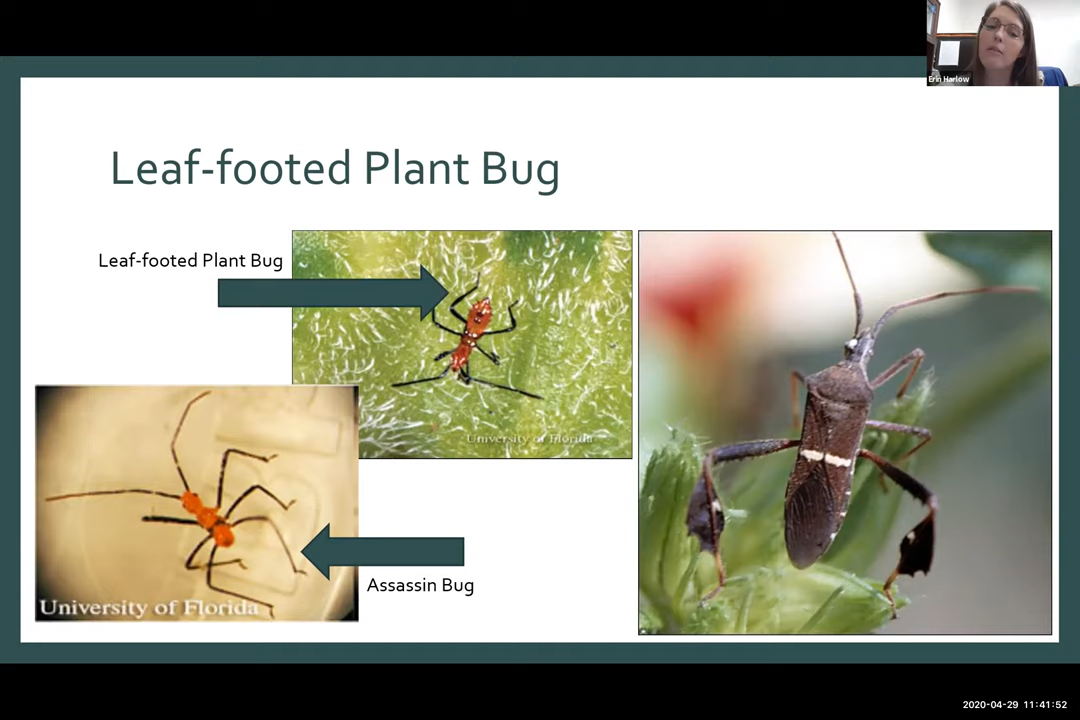 Erin Harlow
Leaf-footed Plant Bug
Leaf-footed Plant Bug
University of Florida
University of Florida
Assassin Bug
2020-04-29 11:41:52